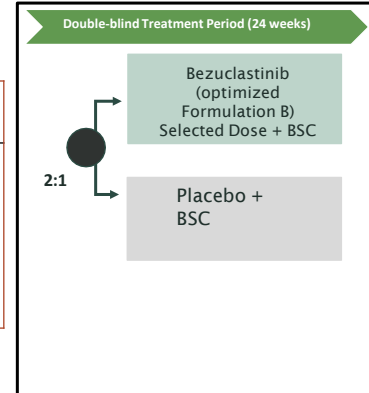 Double-blind Treatment Period (24 weeks)
Bezuclastinib
(optimized
Formulation B)
Selected Dose + BSC
2:1
Placebo +
BSC